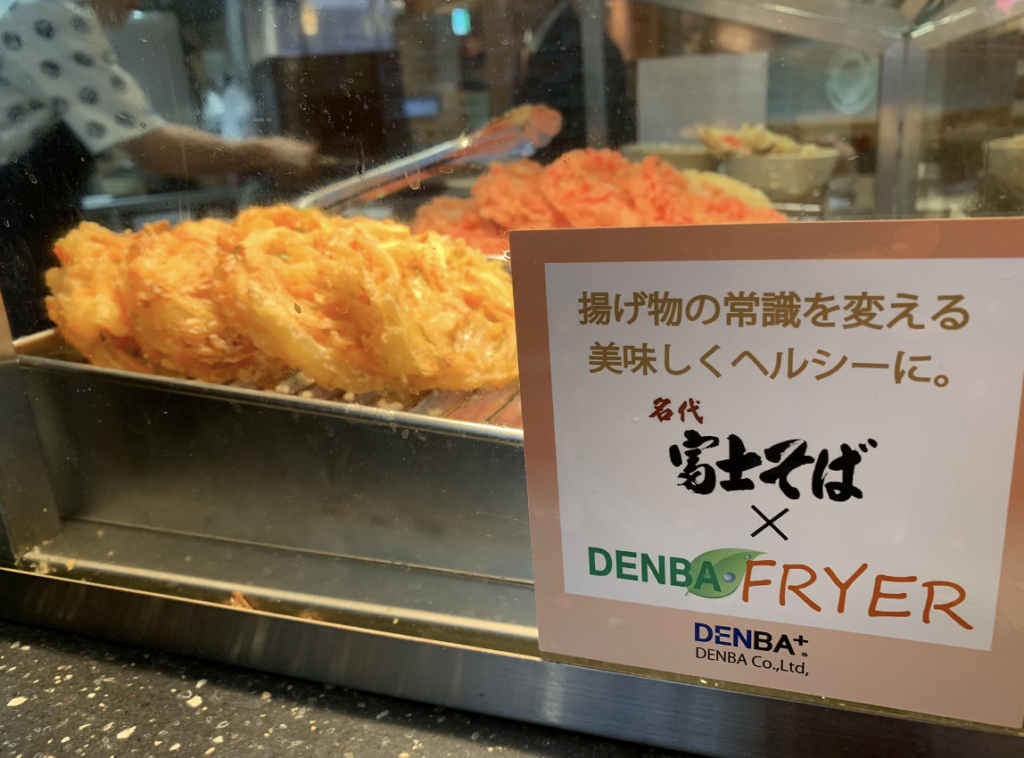 揚げ物の常識を変える
美味しくヘルシーに。
名代
富士そば
×
DENBA FRYER
DENBA+
DENBA Co.,Ltd,